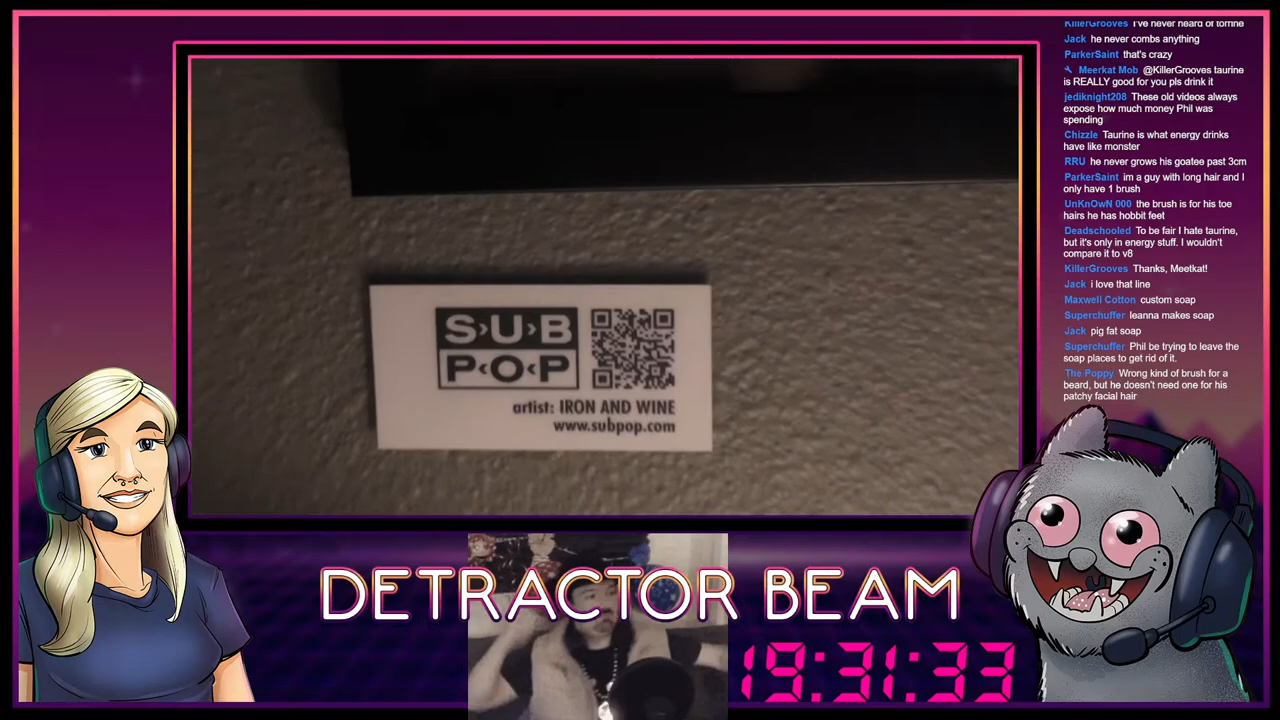 KillerGrooves I've never heard of torrine
Jack he never combs anything
ParkerSaint that's crazy
Meerkat Mob @KillerGrooves taurine
is REALLY good for you pls drink it
jediknight208 These old videos always
expose how much money Phil was
spending
Chizzle Taurine is what energy drinks
have like monster
RRU he never grows his goatee past 3cm
ParkerSaint im a guy with long hair and I
only have 1 brush
UnKnOwN 000 the brush is for his toe
hairs he has hobbit feet
Deadschooled To be fair I hate taurine,
but it's only in energy stuff. I wouldn't
compare it to v8
KillerGrooves Thanks, Meetkat!
Jack i love that line
Maxwell Cotton custom soap
Superchuffer leanna makes soap
Jack pig fat soap
Superchuffer Phil be trying to leave the
soap places to get rid of it.
The Poppy Wrong kind of brush for a
beard, but he doesn't need one for his
patchy facial hair
S›U›B
P‹O‹P
artist: IRON AND WINE
www.subpop.com
DETRACTOR BEAM
19:31:33